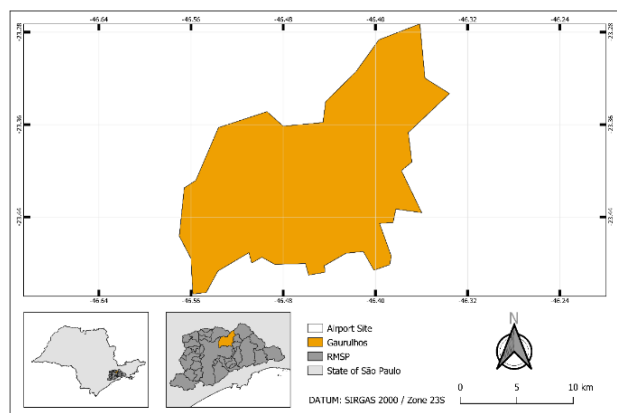 -46.64 -46.56 -46.48 -46.40 -46.32 -46.24
-23.28 -23.28
-23.36 -23.36
-23.44 -23.44
-46.64 -46.56 -46.48 -46.40 -46.32 -46.24
Airport Site
Gaurulhos
RMSP
State of São Paulo
N
DATUM: SIRGAS 2000 / Zone 23S
0 5 10 km